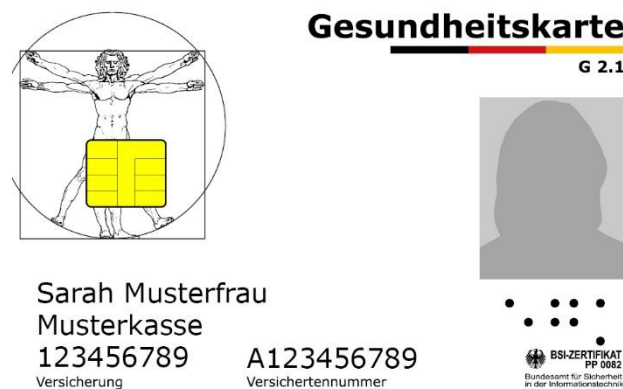 Gesundheitskarte
G 2.1
Sarah Musterfrau
Musterkasse
123456789 A123456789
Versicherung Versichertennummer
BSI-ZERTIFIKAT
PP 0082
Bundesamt für Sicherheit
in der Informationstechnik